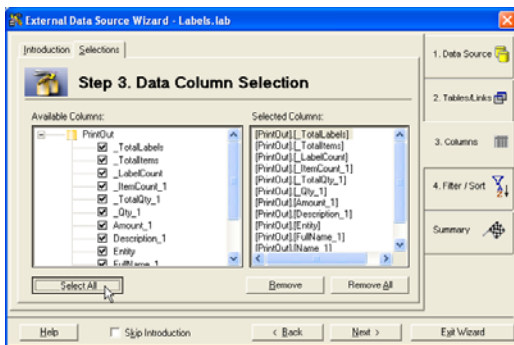 External Data Source Wizard - Labels.lab
Introduction Selections
Step 3. Data Column Selection
Available Columns:
PrintOut
_TotalLabels
_TotalItems
_LabelCount
_ItemCount_1
_TotalQty_1
_Qty_1
Amount_1
Description_1
Entity
FullName_1
Select All
Selected Columns:
[PrintOut].[_TotalLabels]
[PrintOut].[_TotalItems]
[PrintOut].[_LabelCount]
[PrintOut].[_ItemCount_1]
[PrintOut].[_TotalQty_1]
[PrintOut].[_Qty_1]
[PrintOut].[Amount_1]
[PrintOut].[Description_1]
[PrintOut].[Entity]
[PrintOut].[FullName_1]
[PrintOut].[Name_1]
Remove Remove All
1. Data Source
2. Tables/Links
3. Columns
4. Filter / Sort
Summary
Help Skip Introduction < Back Next > Exit Wizard